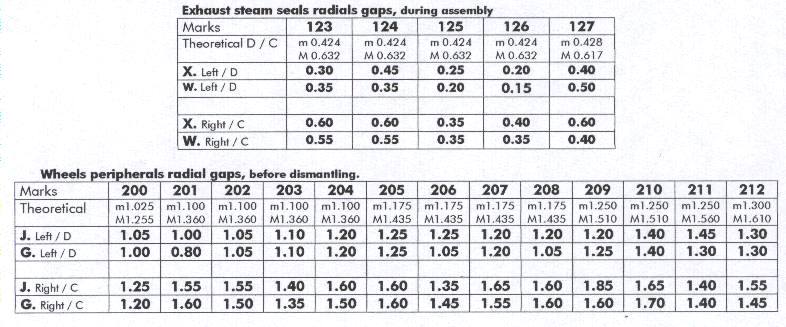 Exhaust steam seals radials gaps, during assembly
Marks 123 124 125 126 127
Theoretical D / C m 0.424 m 0.424 m 0.424 m 0.424 m 0.428
M 0.632 M 0.632 M 0.632 M 0.632 M 0.617
X. Left / D 0.30 0.45 0.25 0.20 0.40
W. Left / D 0.35 0.35 0.20 0.15 0.50
X. Right / C 0.60 0.60 0.35 0.40 0.60
W. Right / C 0.55 0.55 0.35 0.35 0.40
Wheels peripherals radial gaps, before dismantling.
Marks 200 201 202 203 204 205 206 207 208 209 210 211 212
Theoretical m1.025 m1.100 m1.100 m1.100 m1.100 m1.175 m1.175 m1.175 m1.175 m1.250 m1.250 m1.250 m1.300
M1.255 M1.360 M1.360 M1.360 M1.360 M1.435 M1.435 M1.435 M1.435 M1.510 M1.510 M1.560 M1.610
J. Left / D 1.05 1.00 1.05 1.10 1.20 1.25 1.25 1.20 1.20 1.20 1.40 1.45 1.30
G. Left / D 1.00 0.80 1.05 1.10 1.20 1.25 1.05 1.20 1.05 1.25 1.40 1.30 1.30
J. Right / C 1.25 1.55 1.55 1.40 1.60 1.60 1.35 1.65 1.60 1.85 1.65 1.40 1.55
G. Right / C 1.20 1.60 1.50 1.35 1.50 1.60 1.45 1.55 1.60 1.60 1.70 1.40 1.45